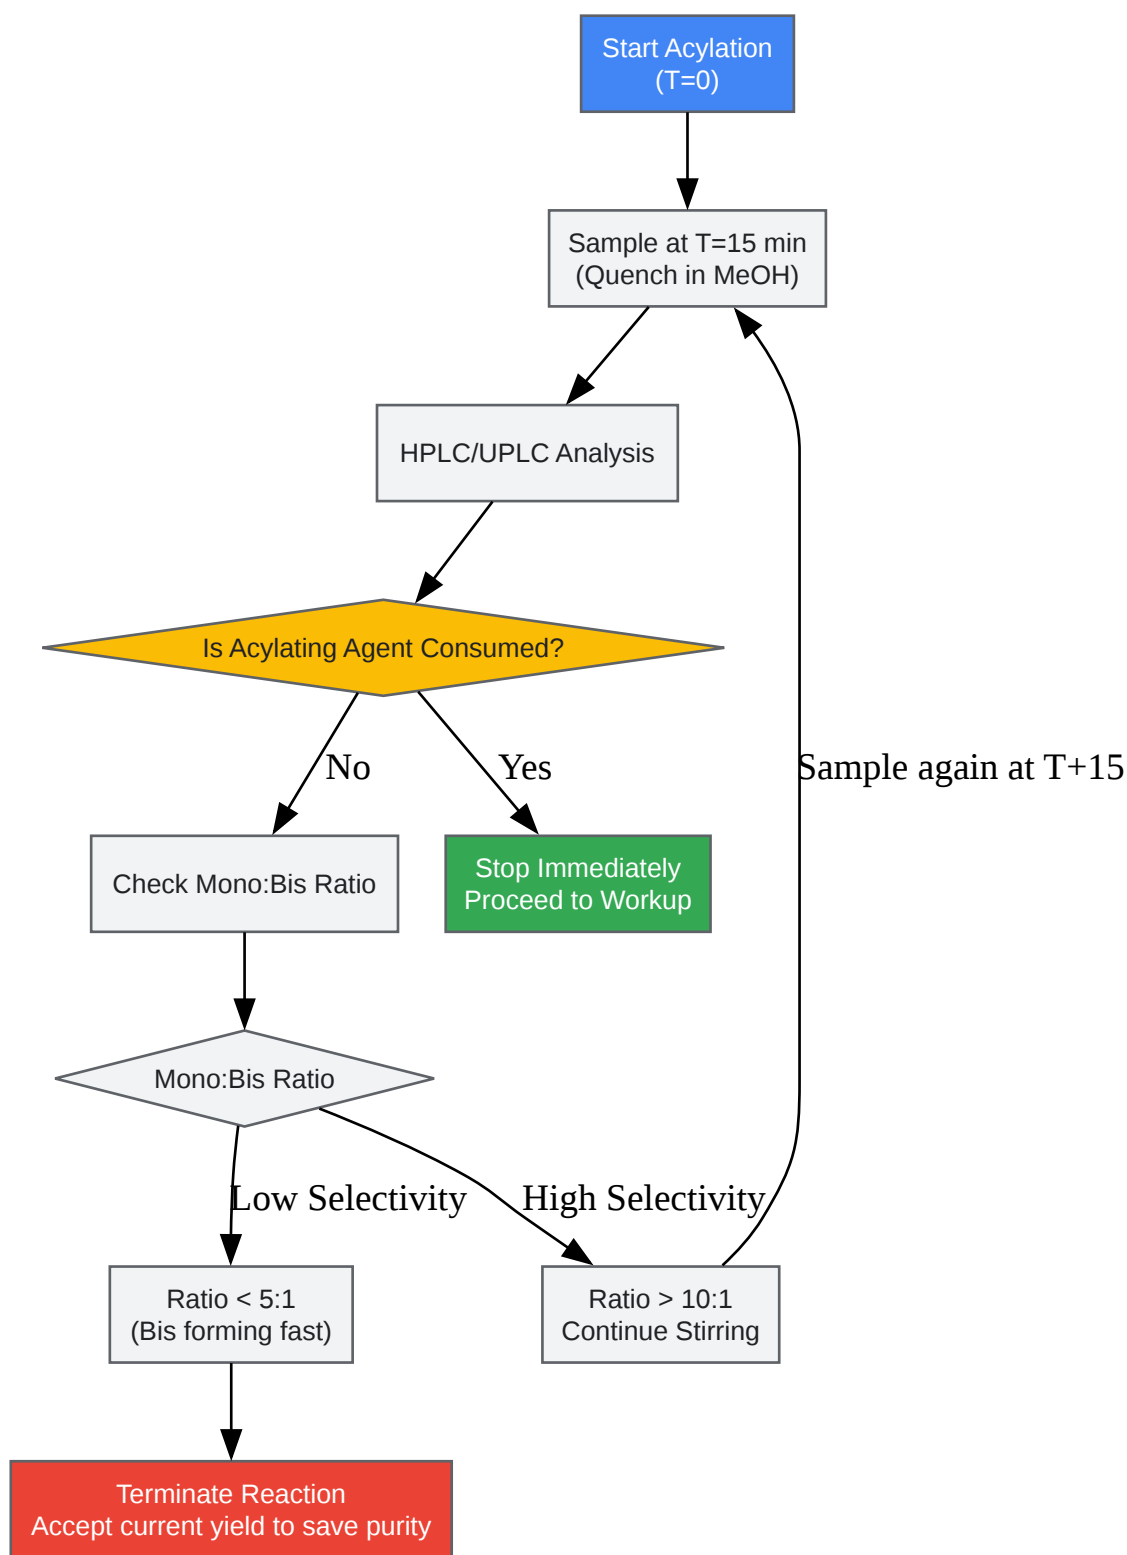 Start Acylation
(T=0)
Sample at T=15 min
(Quench in MeOH)
HPLC/UPLC Analysis
Is Acylating Agent Consumed?
No
Yes
Sample again at T+15
Check Mono:Bis Ratio
Stop Immediately
Proceed to Workup
Mono:Bis Ratio
Low Selectivity
High Selectivity
Ratio < 5:1
(Bis forming fast)
Ratio > 10:1
Continue Stirring
Terminate Reaction
Accept current yield to save purity